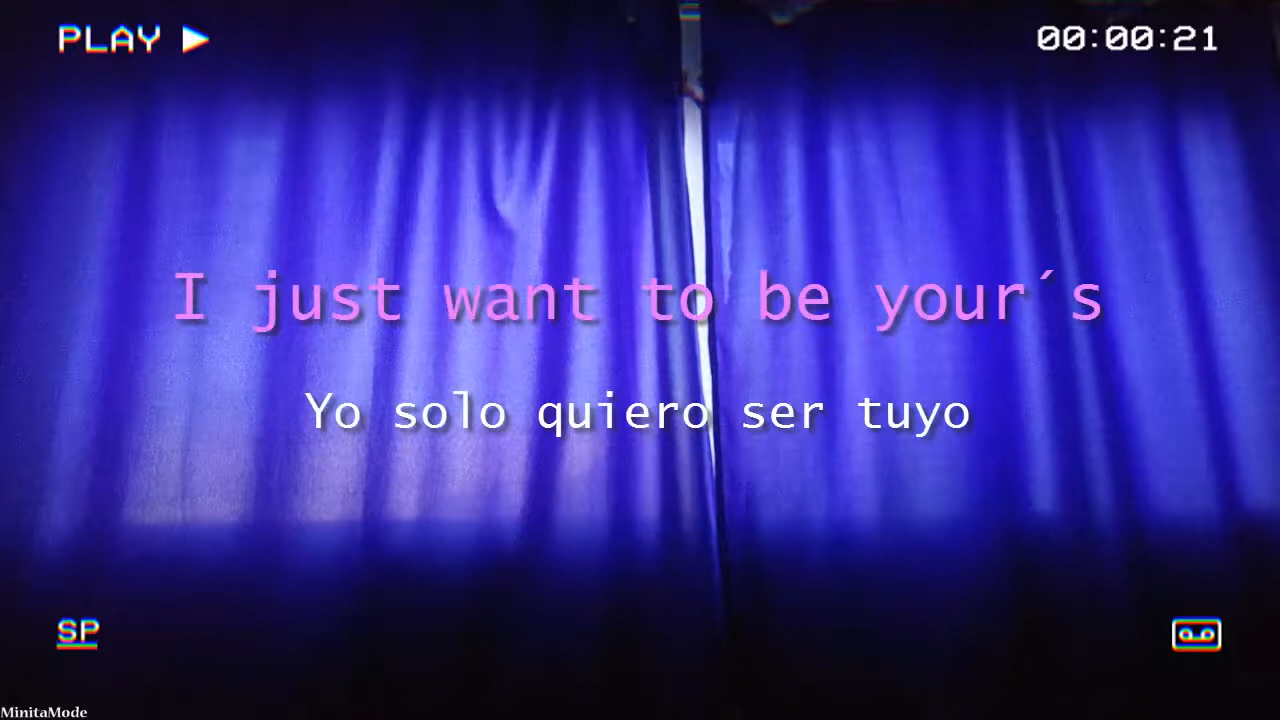 PLAY
00:00:21
I just want to be your´s
Yo solo quiero ser tuyo
SP
MinitaMode